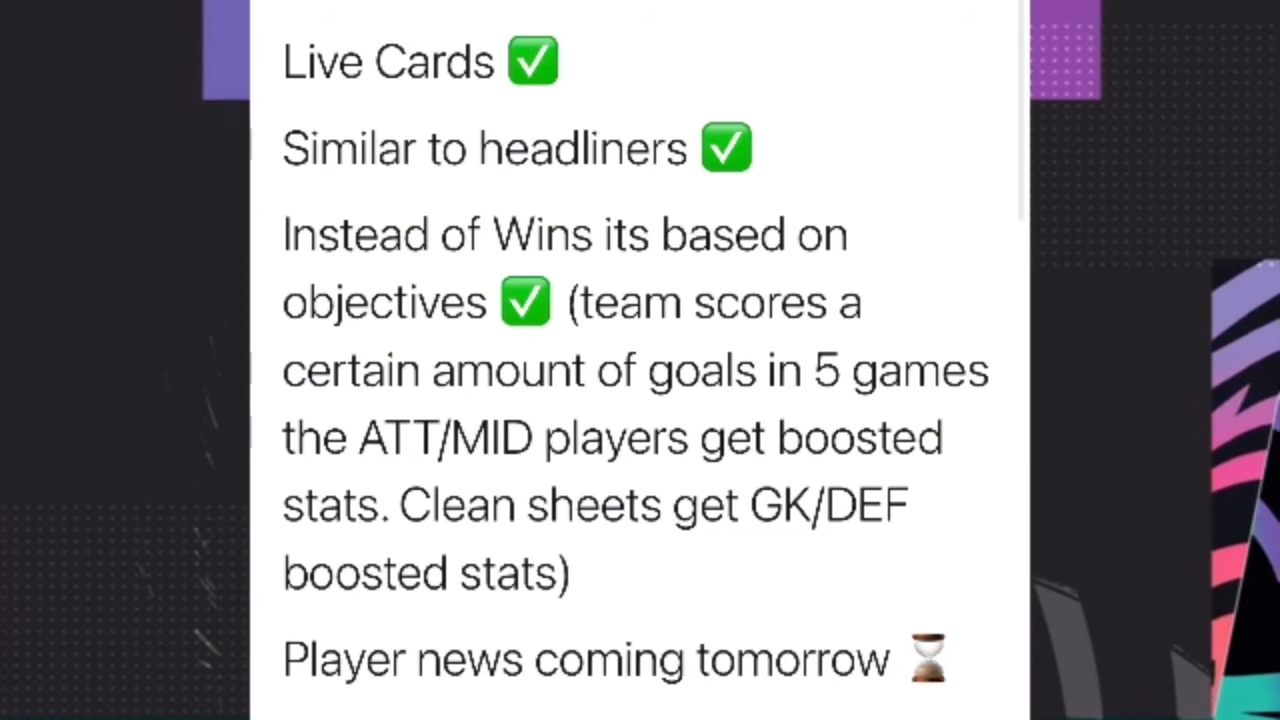 Live Cards ✅
Similar to headliners ✅
Instead of Wins its based on
objectives ✅ (team scores a
certain amount of goals in 5 games
the ATT/MID players get boosted
stats. Clean sheets get GK/DEF
boosted stats)
Player news coming tomorrow ⏳